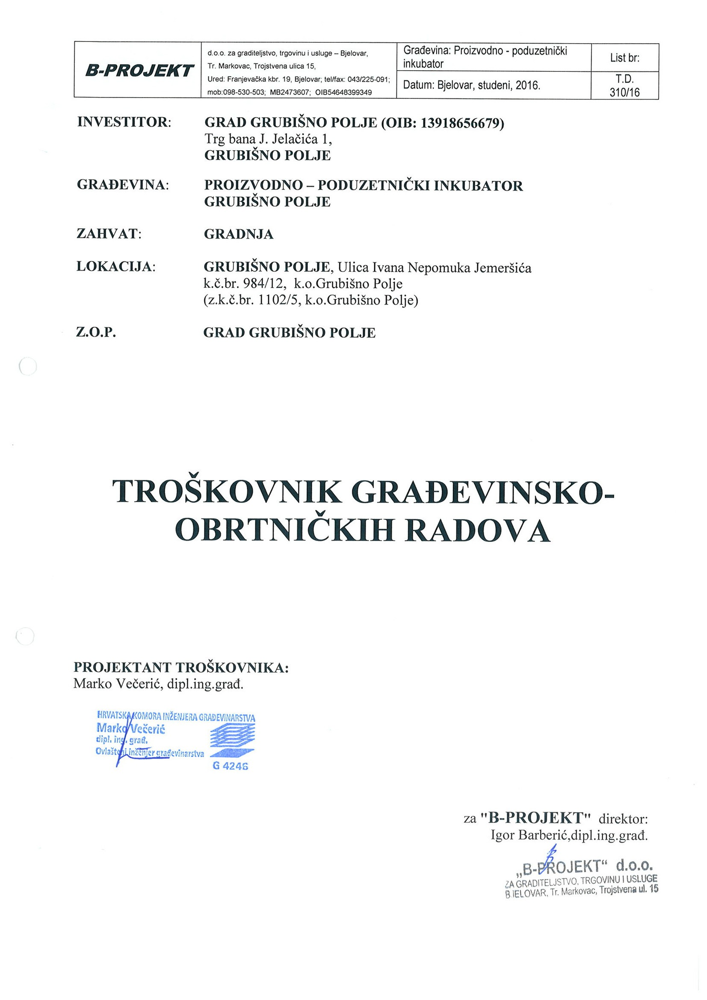 B-PROJEKT
d.o.o. za graditeljstvo, trgovinu i usluge – Bjelovar,
Tr. Markovac, Trojstvena ulica 15,
Ured: Franjevačka kbr. 19, Bjelovar; tel/fax: 043/225-091;
mob:098-530-503; MB2473607; OIB54648399349
Građevina: Proizvodno - poduzetnički
inkubator
Datum: Bjelovar, studeni, 2016.
List br:
T.D.
310/16
INVESTITOR: GRAD GRUBIŠNO POLJE (OIB: 13918656679)
Trg bana J. Jelačića 1,
GRUBIŠNO POLJE
GRAĐEVINA: PROIZVODNO – PODUZETNIČKI INKUBATOR
GRUBIŠNO POLJE
ZAHVAT: GRADNJA
LOKACIJA: GRUBIŠNO POLJE, Ulica Ivana Nepomuka Jemeršića
k.č.br. 984/12, k.o.Grubišno Polje
(z.k.č.br. 1102/5, k.o.Grubišno Polje)
Z.O.P. GRAD GRUBIŠNO POLJE
TROŠKOVNIK GRAĐEVINSKO-
OBRTNIČKIH RADOVA
PROJEKTANT TROŠKOVNIKA:
Marko Večerić, dipl.ing.građ.
HRVATSKA KOMORA INŽENJERA GRAĐEVINARSTVA
Marko Večerić
dipl. ing. građ.
Ovlašteni inženjer građevinarstva
G 4246
za "B-PROJEKT" direktor:
Igor Barberić,dipl.ing.građ.
„B-PROJEKT“ d.o.o.
ZA GRADITELJSTVO, TRGOVINU I USLUGE
BJELOVAR, Tr. Markovac, Trojstvena ul. 15